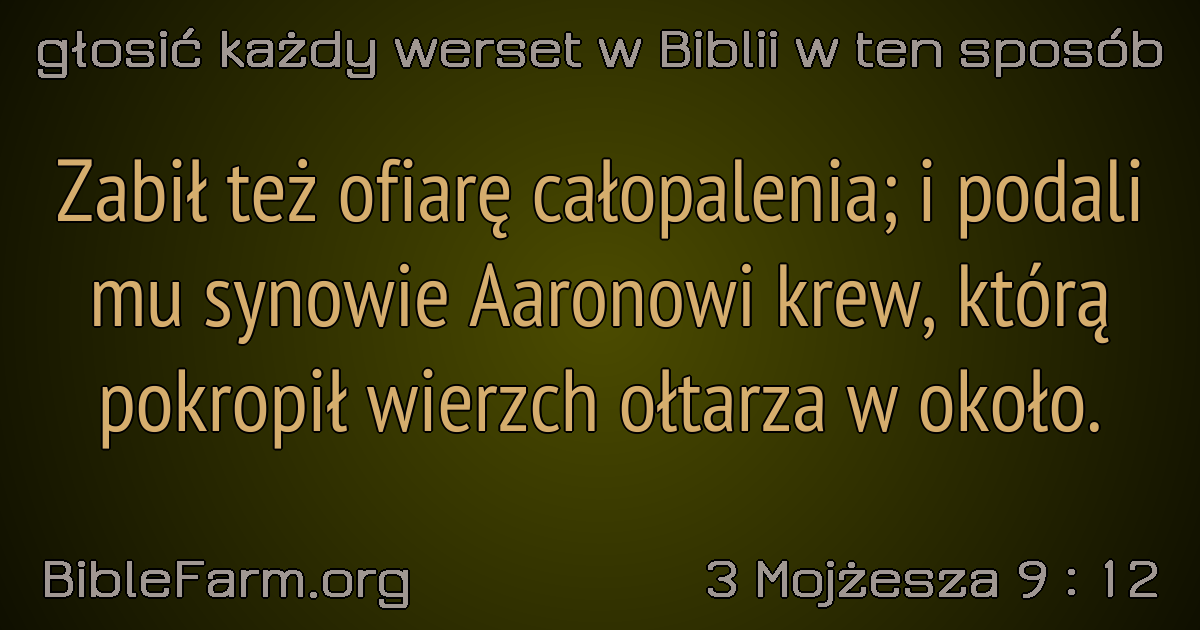 głosić każdy werset w Biblii w ten sposób
Zabił też ofiarę całopalenia; i podali
mu synowie Aaronowi krew, którą
pokropił wierzch ołtarza w około.
BibleFarm.org
3 Mojżesza 9 : 12